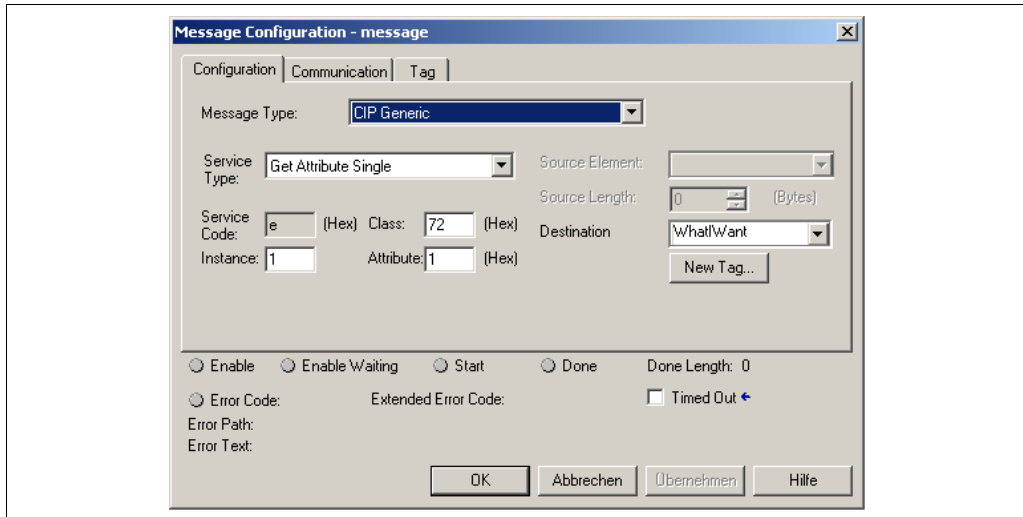 Message Configuration - message
Configuration Communication Tag
Message Type: CIP Generic
Service Type: Get Attribute Single
Source Element:
Source Length: 0 (Bytes)
Service Code: e (Hex) Class: 72 (Hex)
Destination WhatIWant
Instance: 1 Attribute: 1 (Hex)
New Tag...
Enable Enable Waiting Start Done Done Length: 0
Error Code: Extended Error Code: Timed Out
Error Path:
Error Text:
OK Abbrechen Übernehmen Hilfe